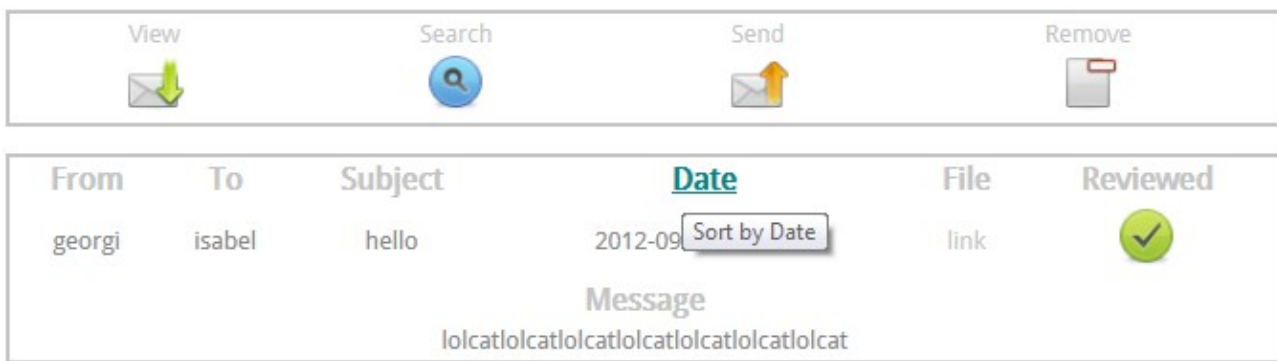 View Search Send Remove
From To Subject Date File Reviewed
georgi isabel hello 2012-09 Sort by Date link
Message
lolcatlolcatlolcatlolcatlolcatlolcatlolcat